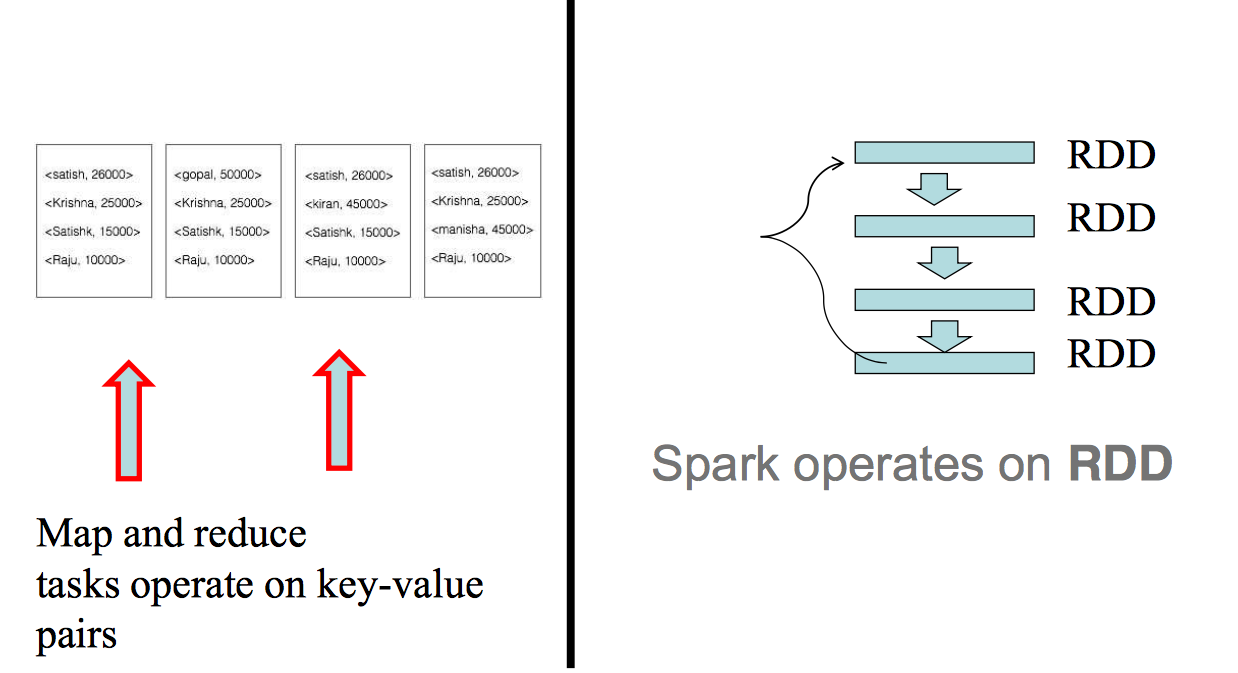 <satish, 26000>
<Krishna, 25000>
<Satishk, 15000>
<Raju, 10000>
<gopal, 50000>
<Krishna, 25000>
<Satishk, 15000>
<Raju, 10000>
<satish, 26000>
<kiran, 45000>
<Satishk, 15000>
<Raju, 10000>
<satish, 26000>
<Krishna, 25000>
<manisha, 45000>
<Raju, 10000>
Map and reduce
tasks operate on key-value
pairs
RDD
RDD
RDD
RDD
Spark operates on RDD